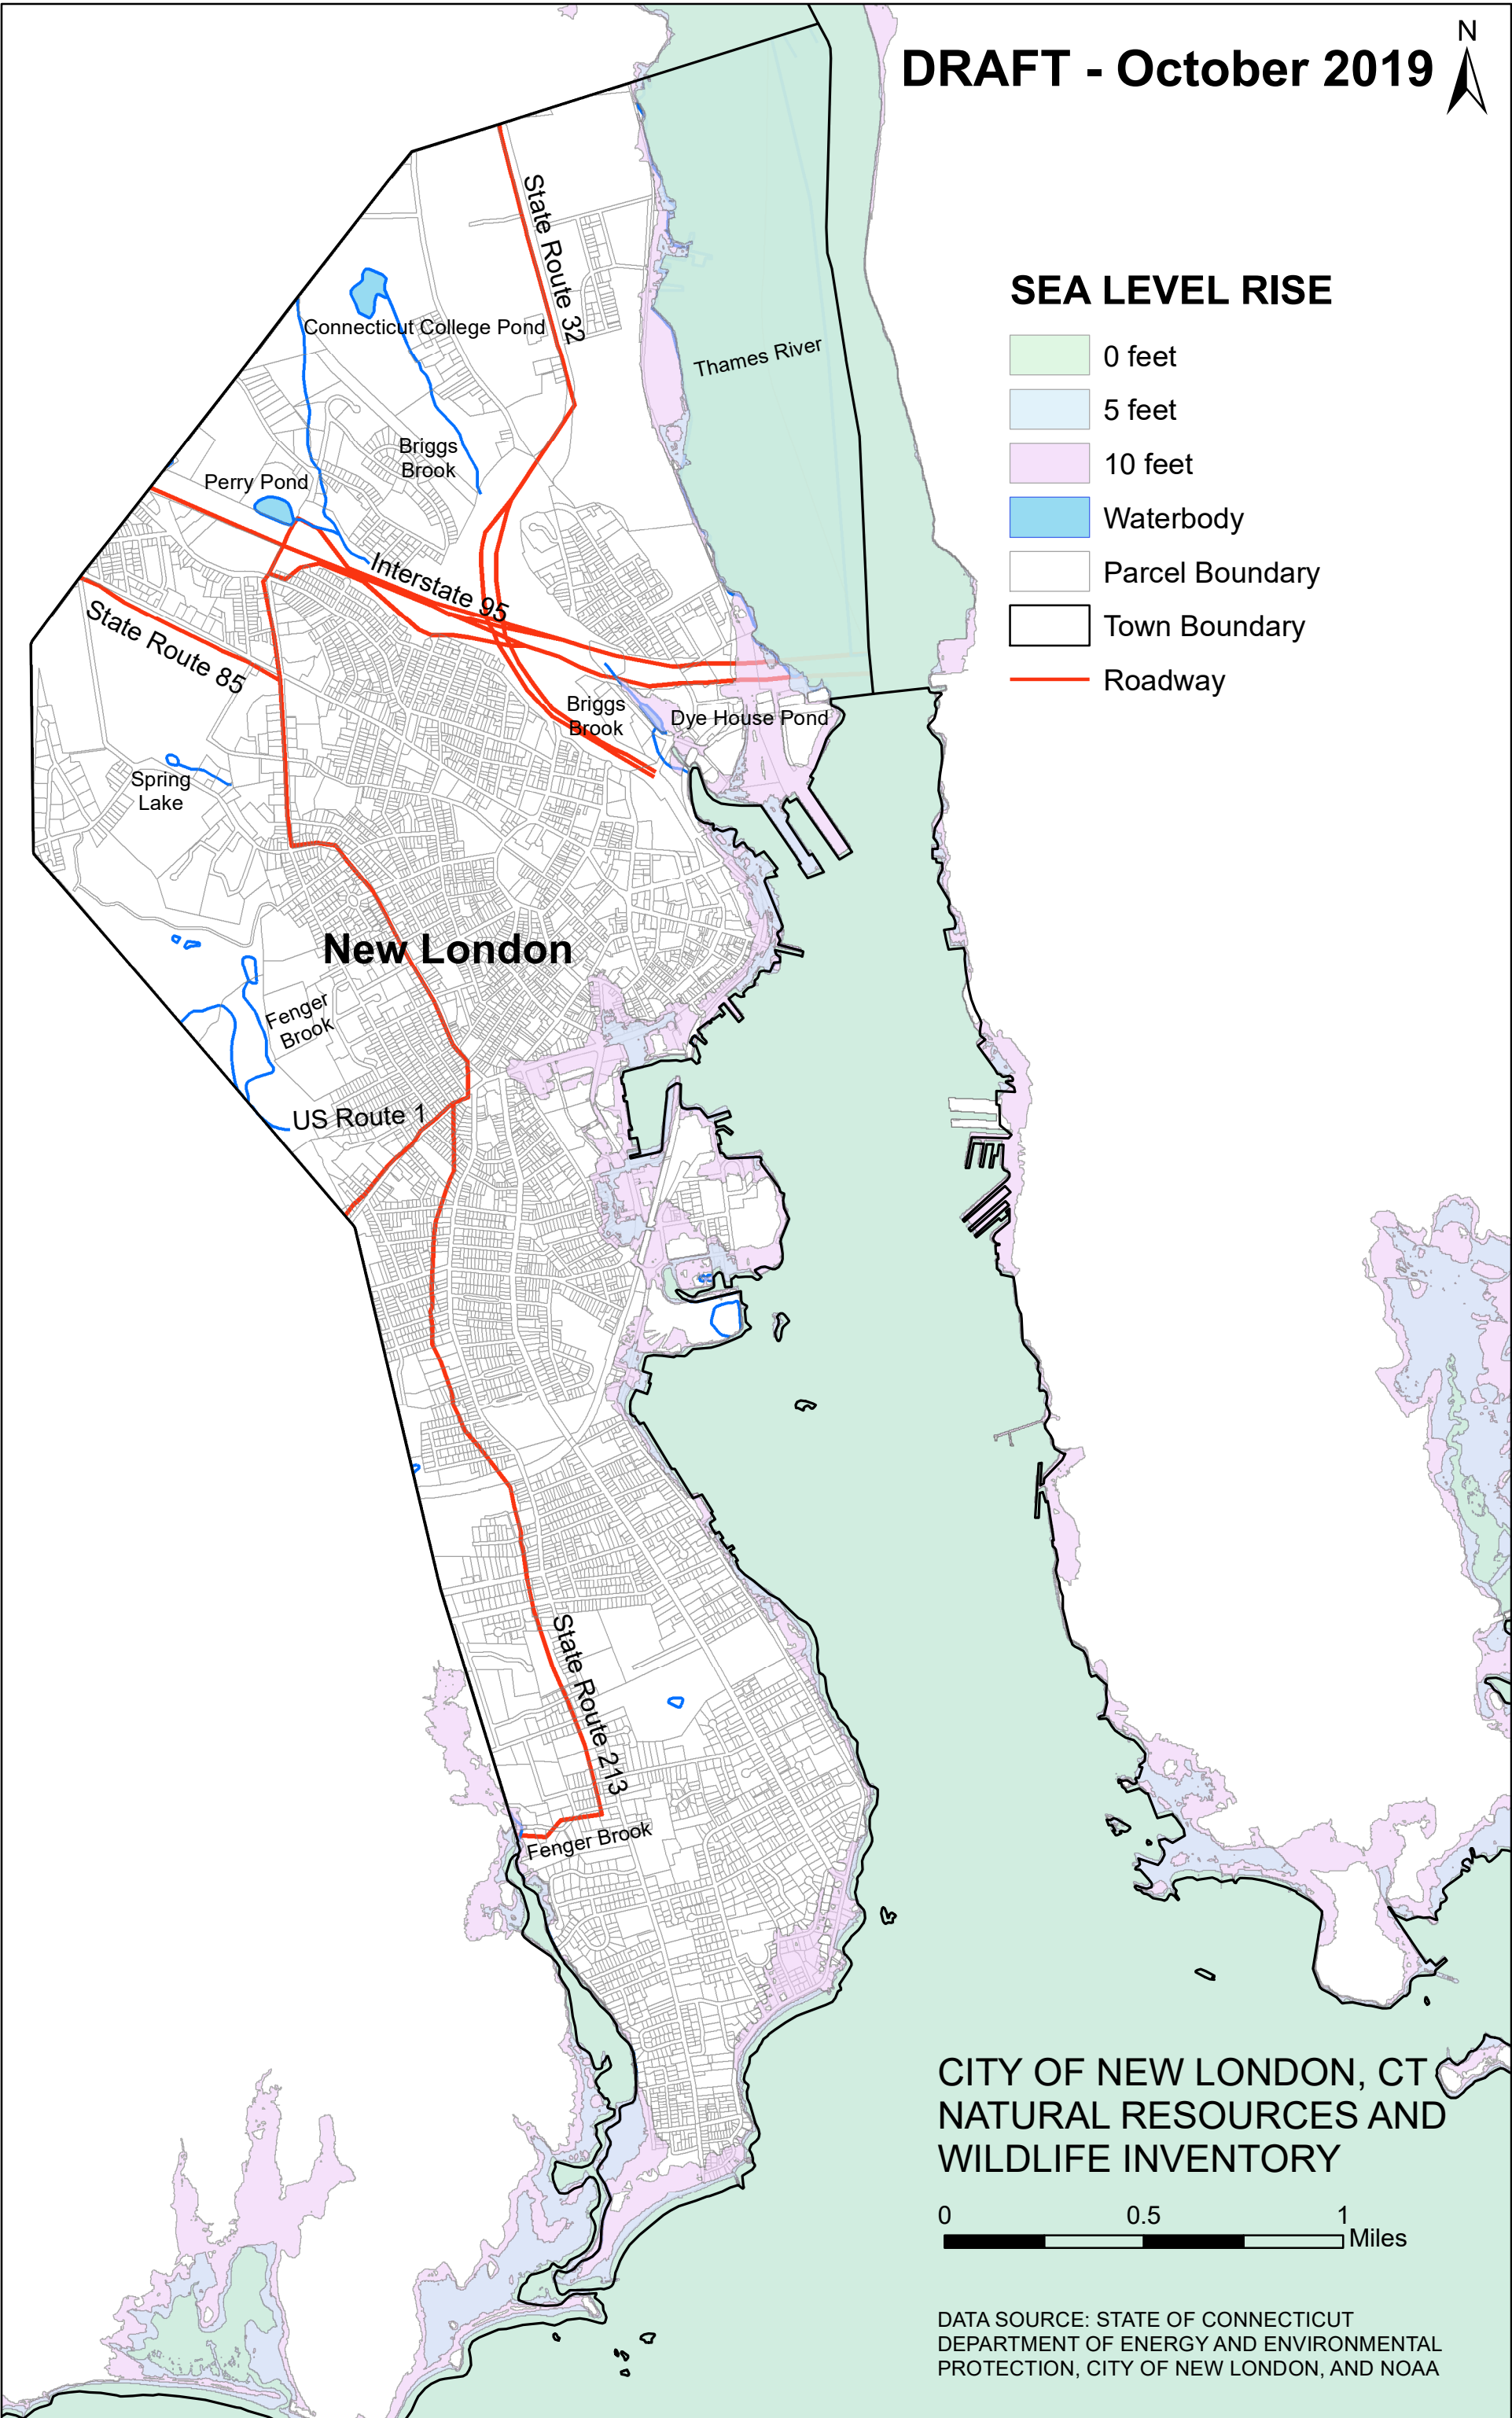 N
DRAFT - October 2019
State Route 32
SEA LEVEL RISE
0 feet
5 feet
10 feet
Waterbody
Parcel Boundary
Town Boundary
Roadway
Connecticut College Pond
Thames River
Briggs
Brook
Perry Pond
Interstate 95
State Route 85
Briggs
Brook
Dye House Pond
Spring
Lake
New London
Fenger
Brook
US Route 1
State Route 213
Fenger Brook
CITY OF NEW LONDON, CT
NATURAL RESOURCES AND
WILDLIFE INVENTORY
0 0.5 1
Miles
DATA SOURCE: STATE OF CONNECTICUT
DEPARTMENT OF ENERGY AND ENVIRONMENTAL
PROTECTION, CITY OF NEW LONDON, AND NOAA